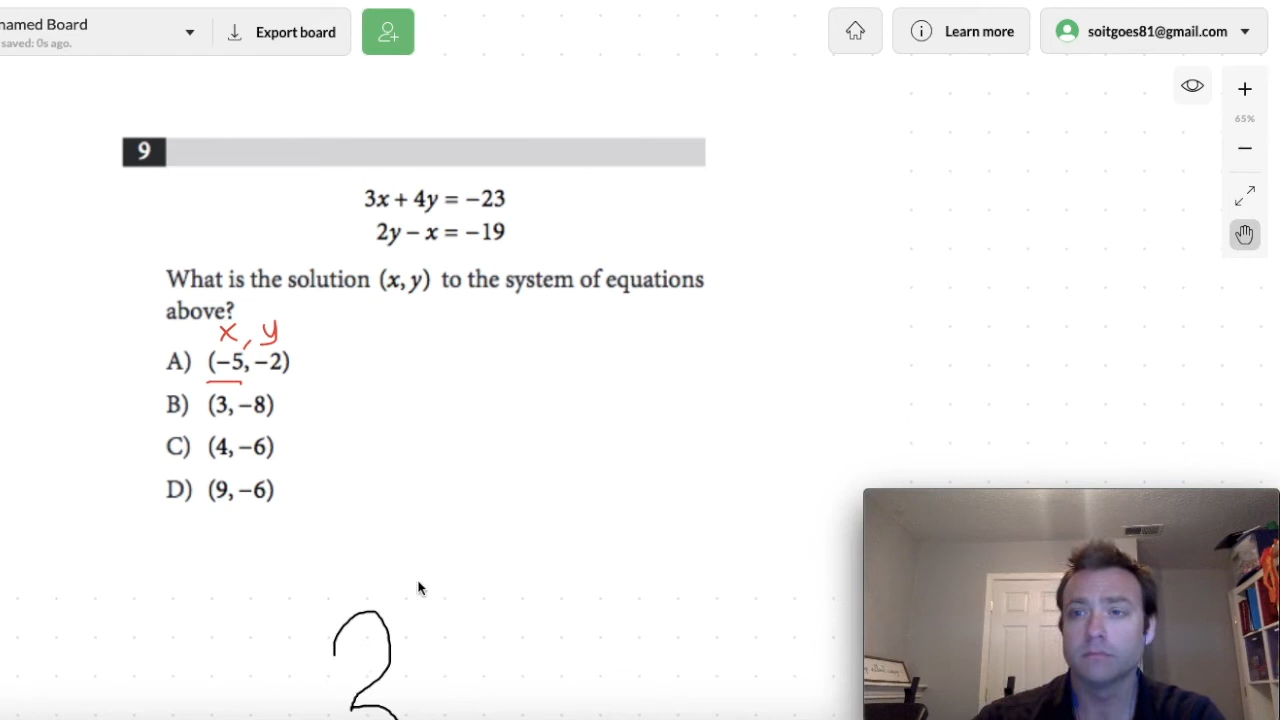 named Board
saved: 0s ago.
Export board
Learn more
soitgoes81@gmail.com
65%
9
3x + 4y = −23
2y − x = −19
What is the solution (x, y) to the system of equations
above?
x, y
A) (−5, −2)
B) (3, −8)
C) (4, −6)
D) (9, −6)